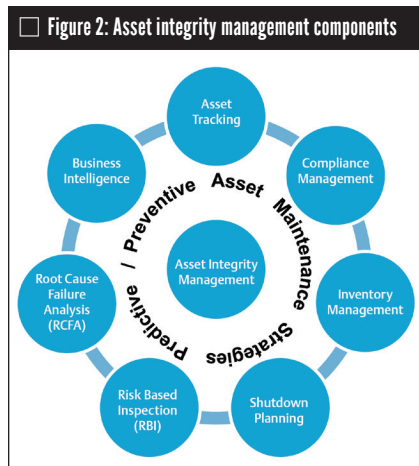 Figure 2: Asset integrity management components
Asset
Tracking
Compliance
Management
Inventory
Management
Shutdown
Planning
Risk Based
Inspection
(RBI)
Root Cause
Failure
Analysis
(RCFA)
Business
Intelligence
Predictive / Preventive Asset Maintenance Strategies
Asset Integrity
Management